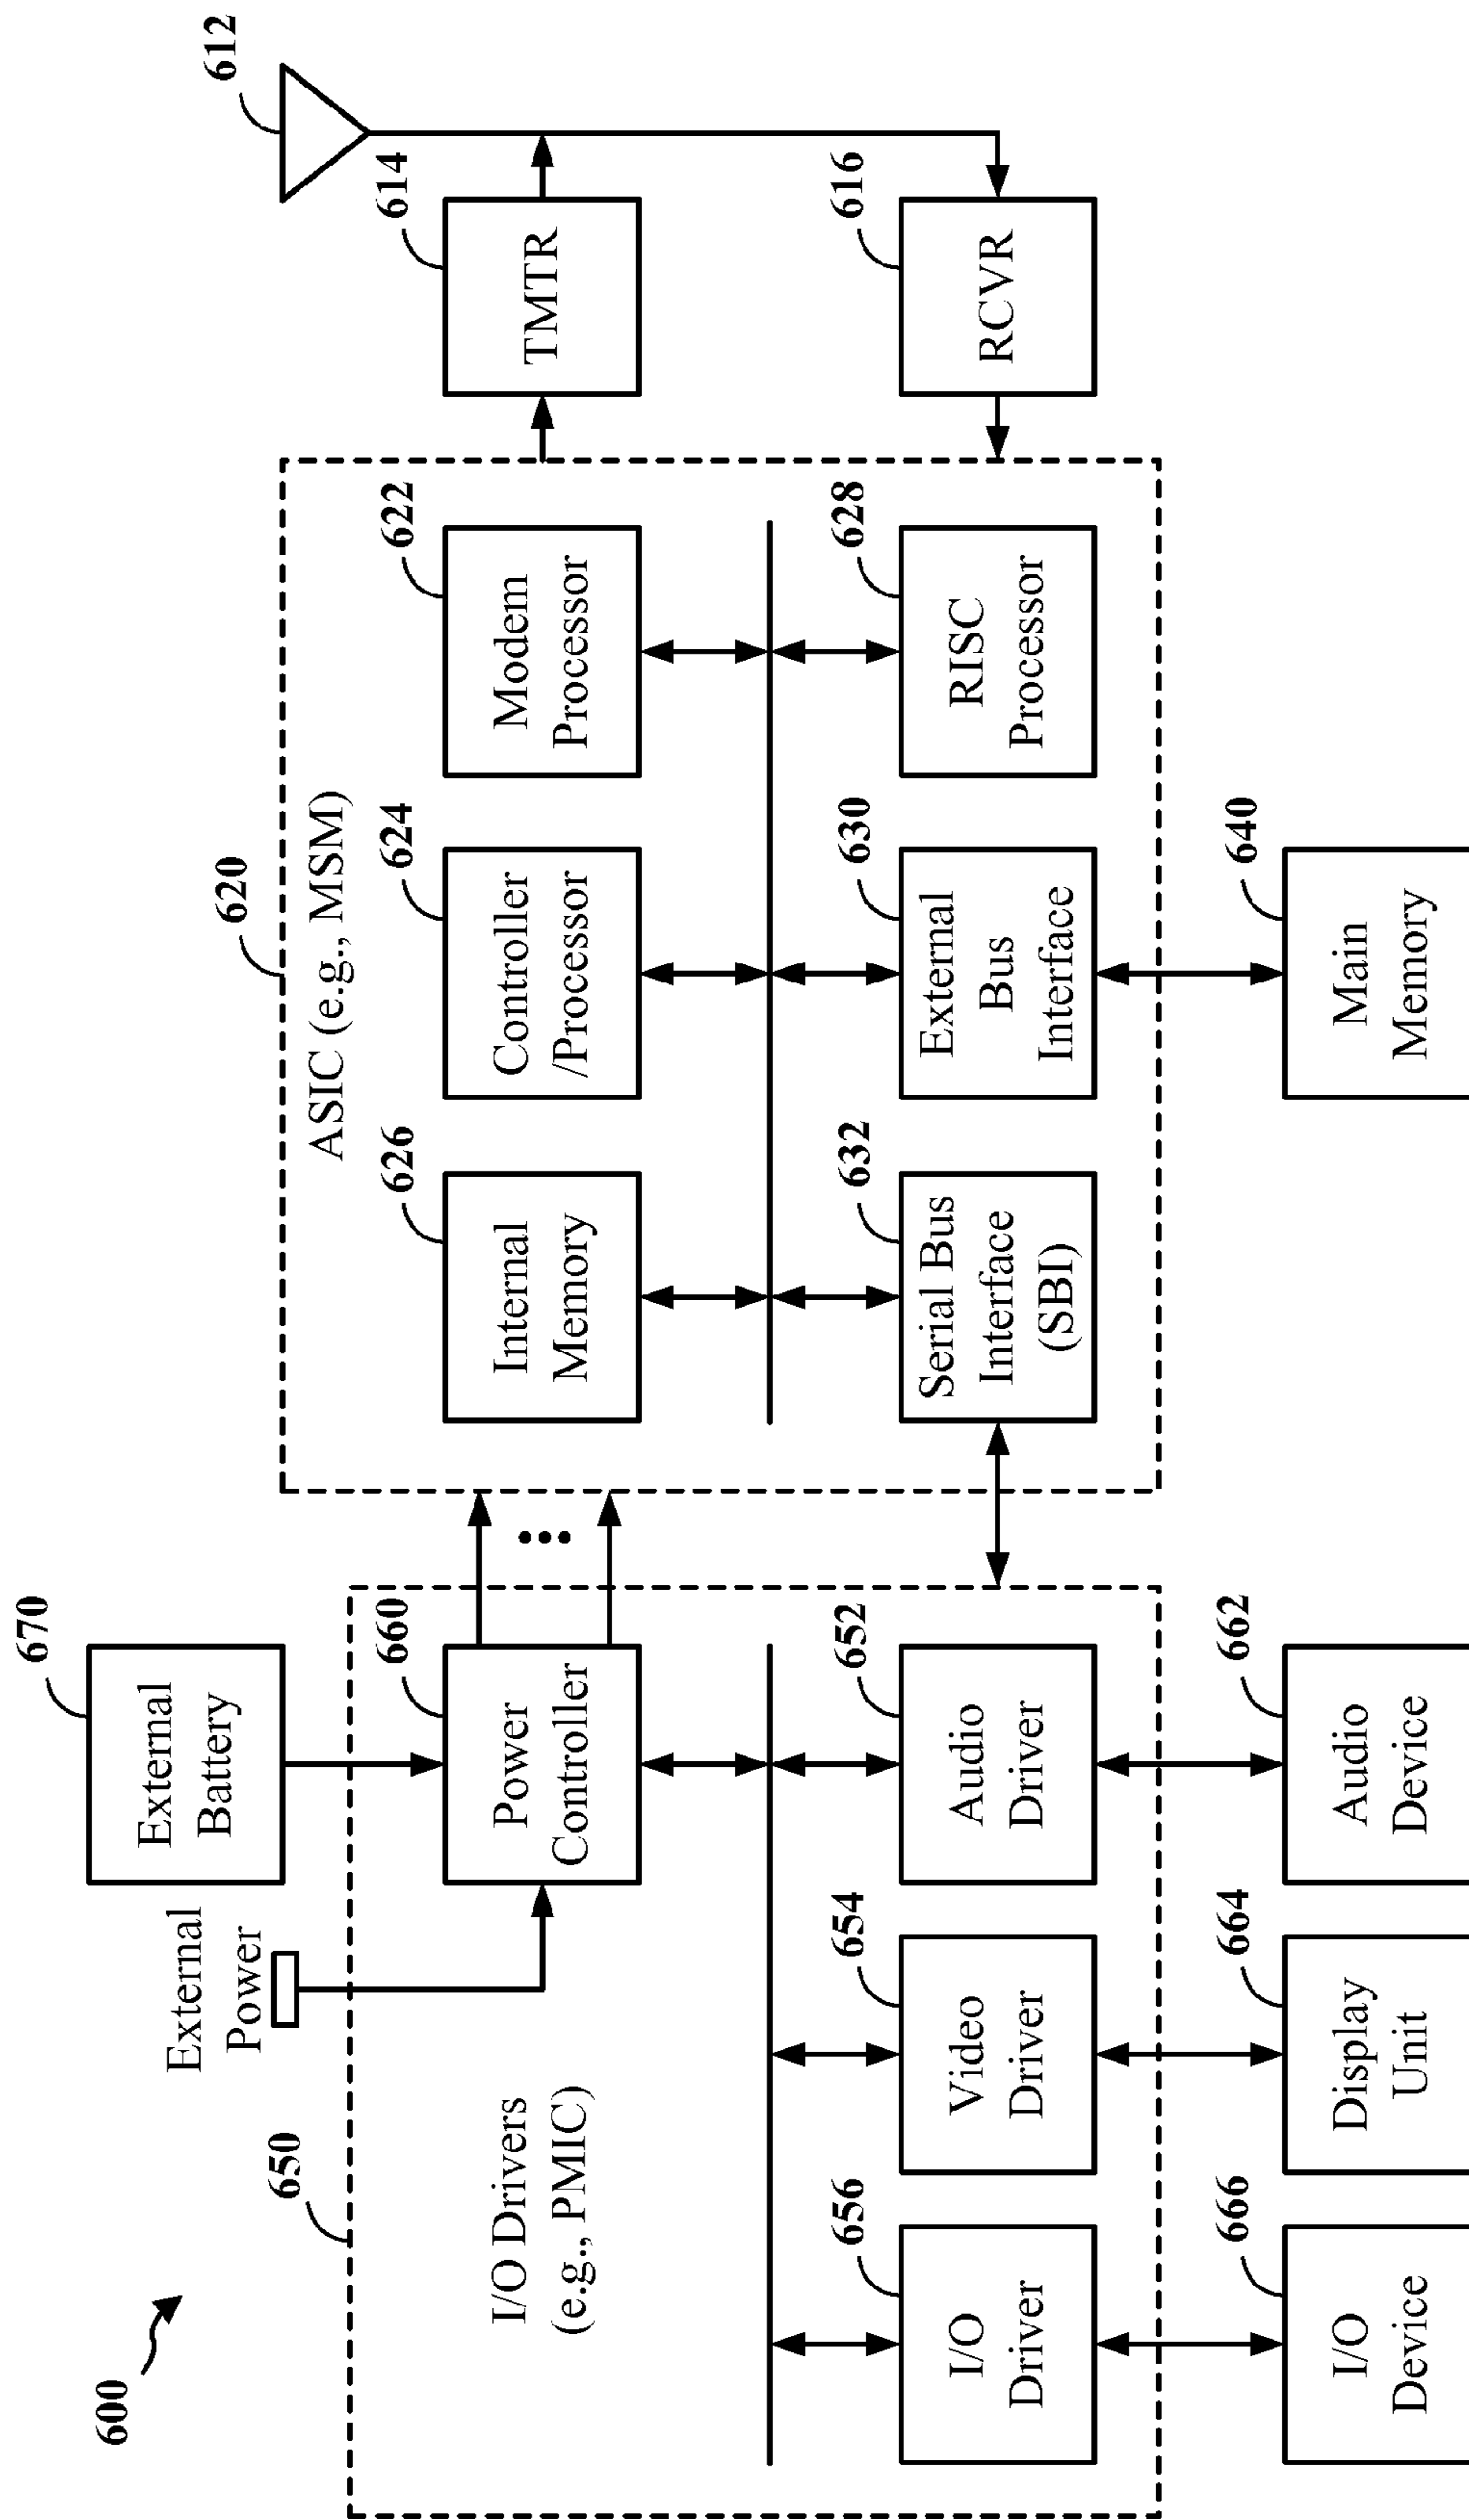 600
External
Power
External
Battery
670
650
I/O Drivers
(e.g., PMIC)
Power
Controller
660
I/O
Driver
656
Video
Driver
654
Audio
Driver
652
I/O
Device
666
Display
Unit
664
Audio
Device
662
620
ASIC (e.g., MSM)
Internal
Memory
626
Controller
/Processor
624
Modem
Processor
622
Serial Bus
Interface
(SBI)
632
External
Bus
Interface
630
RISC
Processor
628
Main
Memory
640
612
TMTR
614
RCVR
616